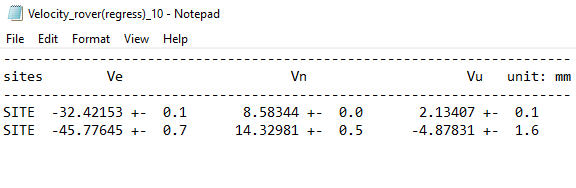 Velocity_rover(regress)_10 - Notepad
File Edit Format View Help
----------------------------------------------------------------------
sites Ve Vn Vu unit: mm
----------------------------------------------------------------------
SITE -32.42153 +- 0.1 8.58344 +- 0.0 2.13407 +- 0.1
SITE -45.77645 +- 0.7 14.32981 +- 0.5 -4.87831 +- 1.6